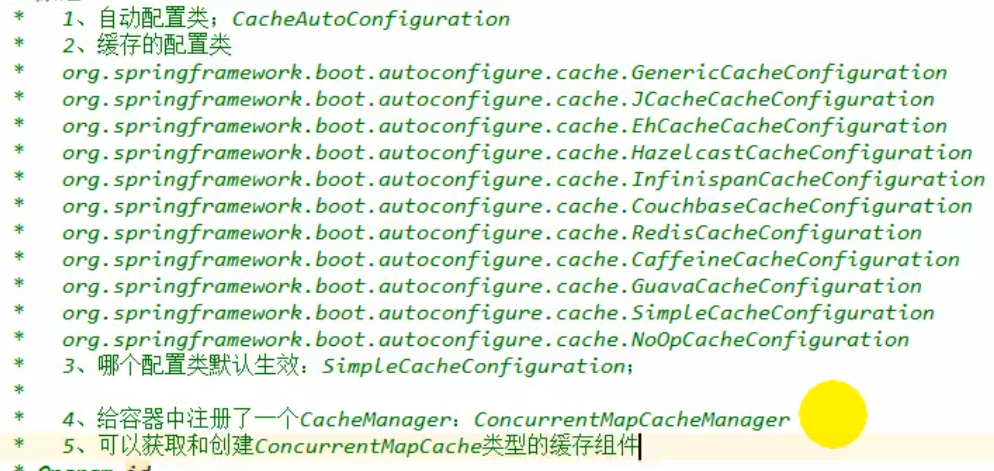 * 1、自动配置类；CacheAutoConfiguration
* 2、缓存的配置类
* org.springframework.boot.autoconfigure.cache.GenericCacheConfiguration
* org.springframework.boot.autoconfigure.cache.JCacheCacheConfiguration
* org.springframework.boot.autoconfigure.cache.EhCacheCacheConfiguration
* org.springframework.boot.autoconfigure.cache.HazelcastCacheConfiguration
* org.springframework.boot.autoconfigure.cache.InfinispanCacheConfiguration
* org.springframework.boot.autoconfigure.cache.CouchbaseCacheConfiguration
* org.springframework.boot.autoconfigure.cache.RedisCacheConfiguration
* org.springframework.boot.autoconfigure.cache.CaffeineCacheConfiguration
* org.springframework.boot.autoconfigure.cache.GuavaCacheConfiguration
* org.springframework.boot.autoconfigure.cache.SimpleCacheConfiguration
* org.springframework.boot.autoconfigure.cache.NoOpCacheConfiguration
* 3、哪个配置类默认生效：SimpleCacheConfiguration；
*
* 4、给容器中注册了一个CacheManager：ConcurrentMapCacheManager
* 5、可以获取和创建ConcurrentMapCache类型的缓存组件